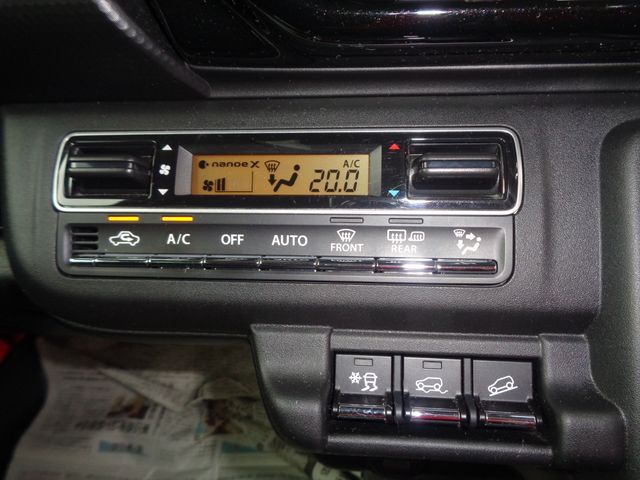 nanoe X
A/C
20.0
A/C
OFF
AUTO
FRONT
REAR